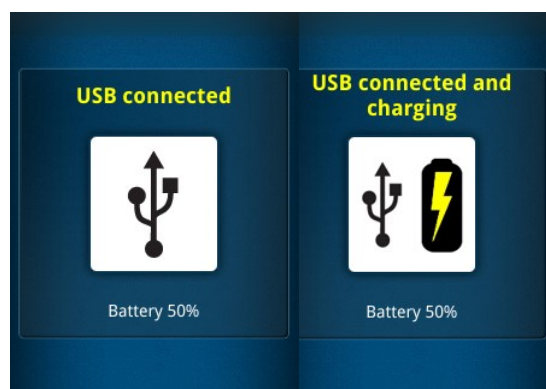 USB connected
Battery 50%
USB connected and
charging
Battery 50%